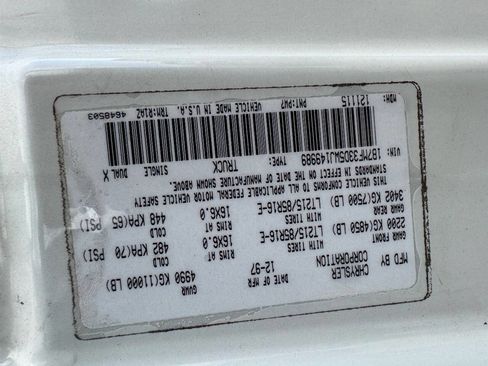 MFD BY CHRYSLER CORPORATION DATE OF MFR 12-97 GVWR 4990 KG(11000 LB)
GAWR FRONT WITH TIRES RIMS AT COLD
2200 KG(4850 LB) LT215/85R16-E 16X6.0 482 KPA(70 PSI)
GAWR REAR WITH TIRES RIMS AT COLD
3402 KG(7500 LB) LT215/85R16-E 16X6.0 448 KPA(65 PSI)
THIS VEHICLE CONFORMS TO ALL APPLICABLE FEDERAL MOTOR VEHICLE SAFETY
STANDARDS IN EFFECT ON THE DATE OF MANUFACTURE SHOWN ABOVE.
VIN: 1B7MF33D5WJ149989 TYPE: TRUCK SINGLE DUAL X
MDH: 121115 PNT:PW7 VEHICLE MADE IN U.S.A. TRM:R1AZ 4648503